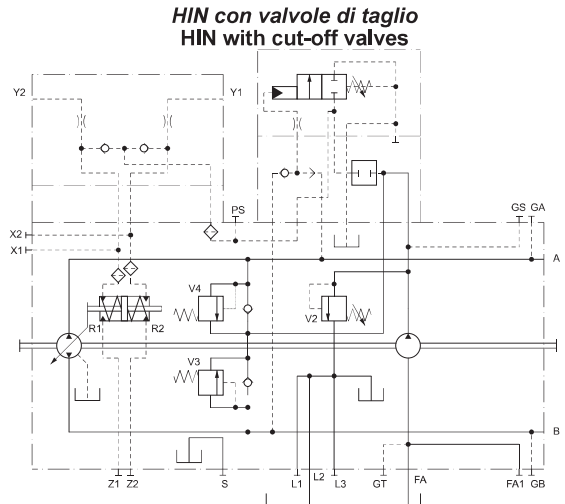 HIN con valvole di taglio
HIN with cut-off valves
Y2 Y1
PS GS GA
X2
X1
A
V4
V2
R1 R2
V3
B
Z1 Z2 S L1 L2 L3 GT FA FA1 GB